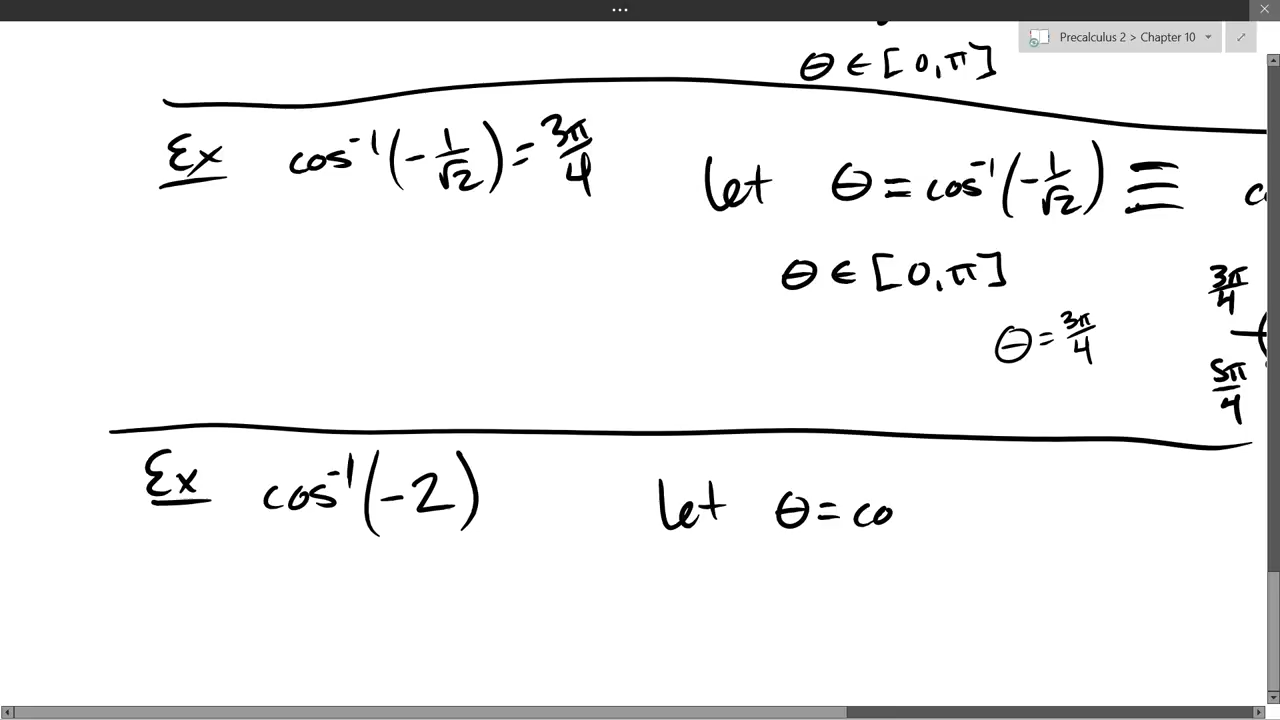 ...
Precalculus 2 > Chapter 10
θ ∈ [0, π]
Ex cos⁻¹(-1/√2) = 3π/4 let θ = cos⁻¹(-1/√2) ≡ c
θ ∈ [0, π]
3π/4
θ = 3π/4
5π/4
Ex cos⁻¹(-2) let θ = co